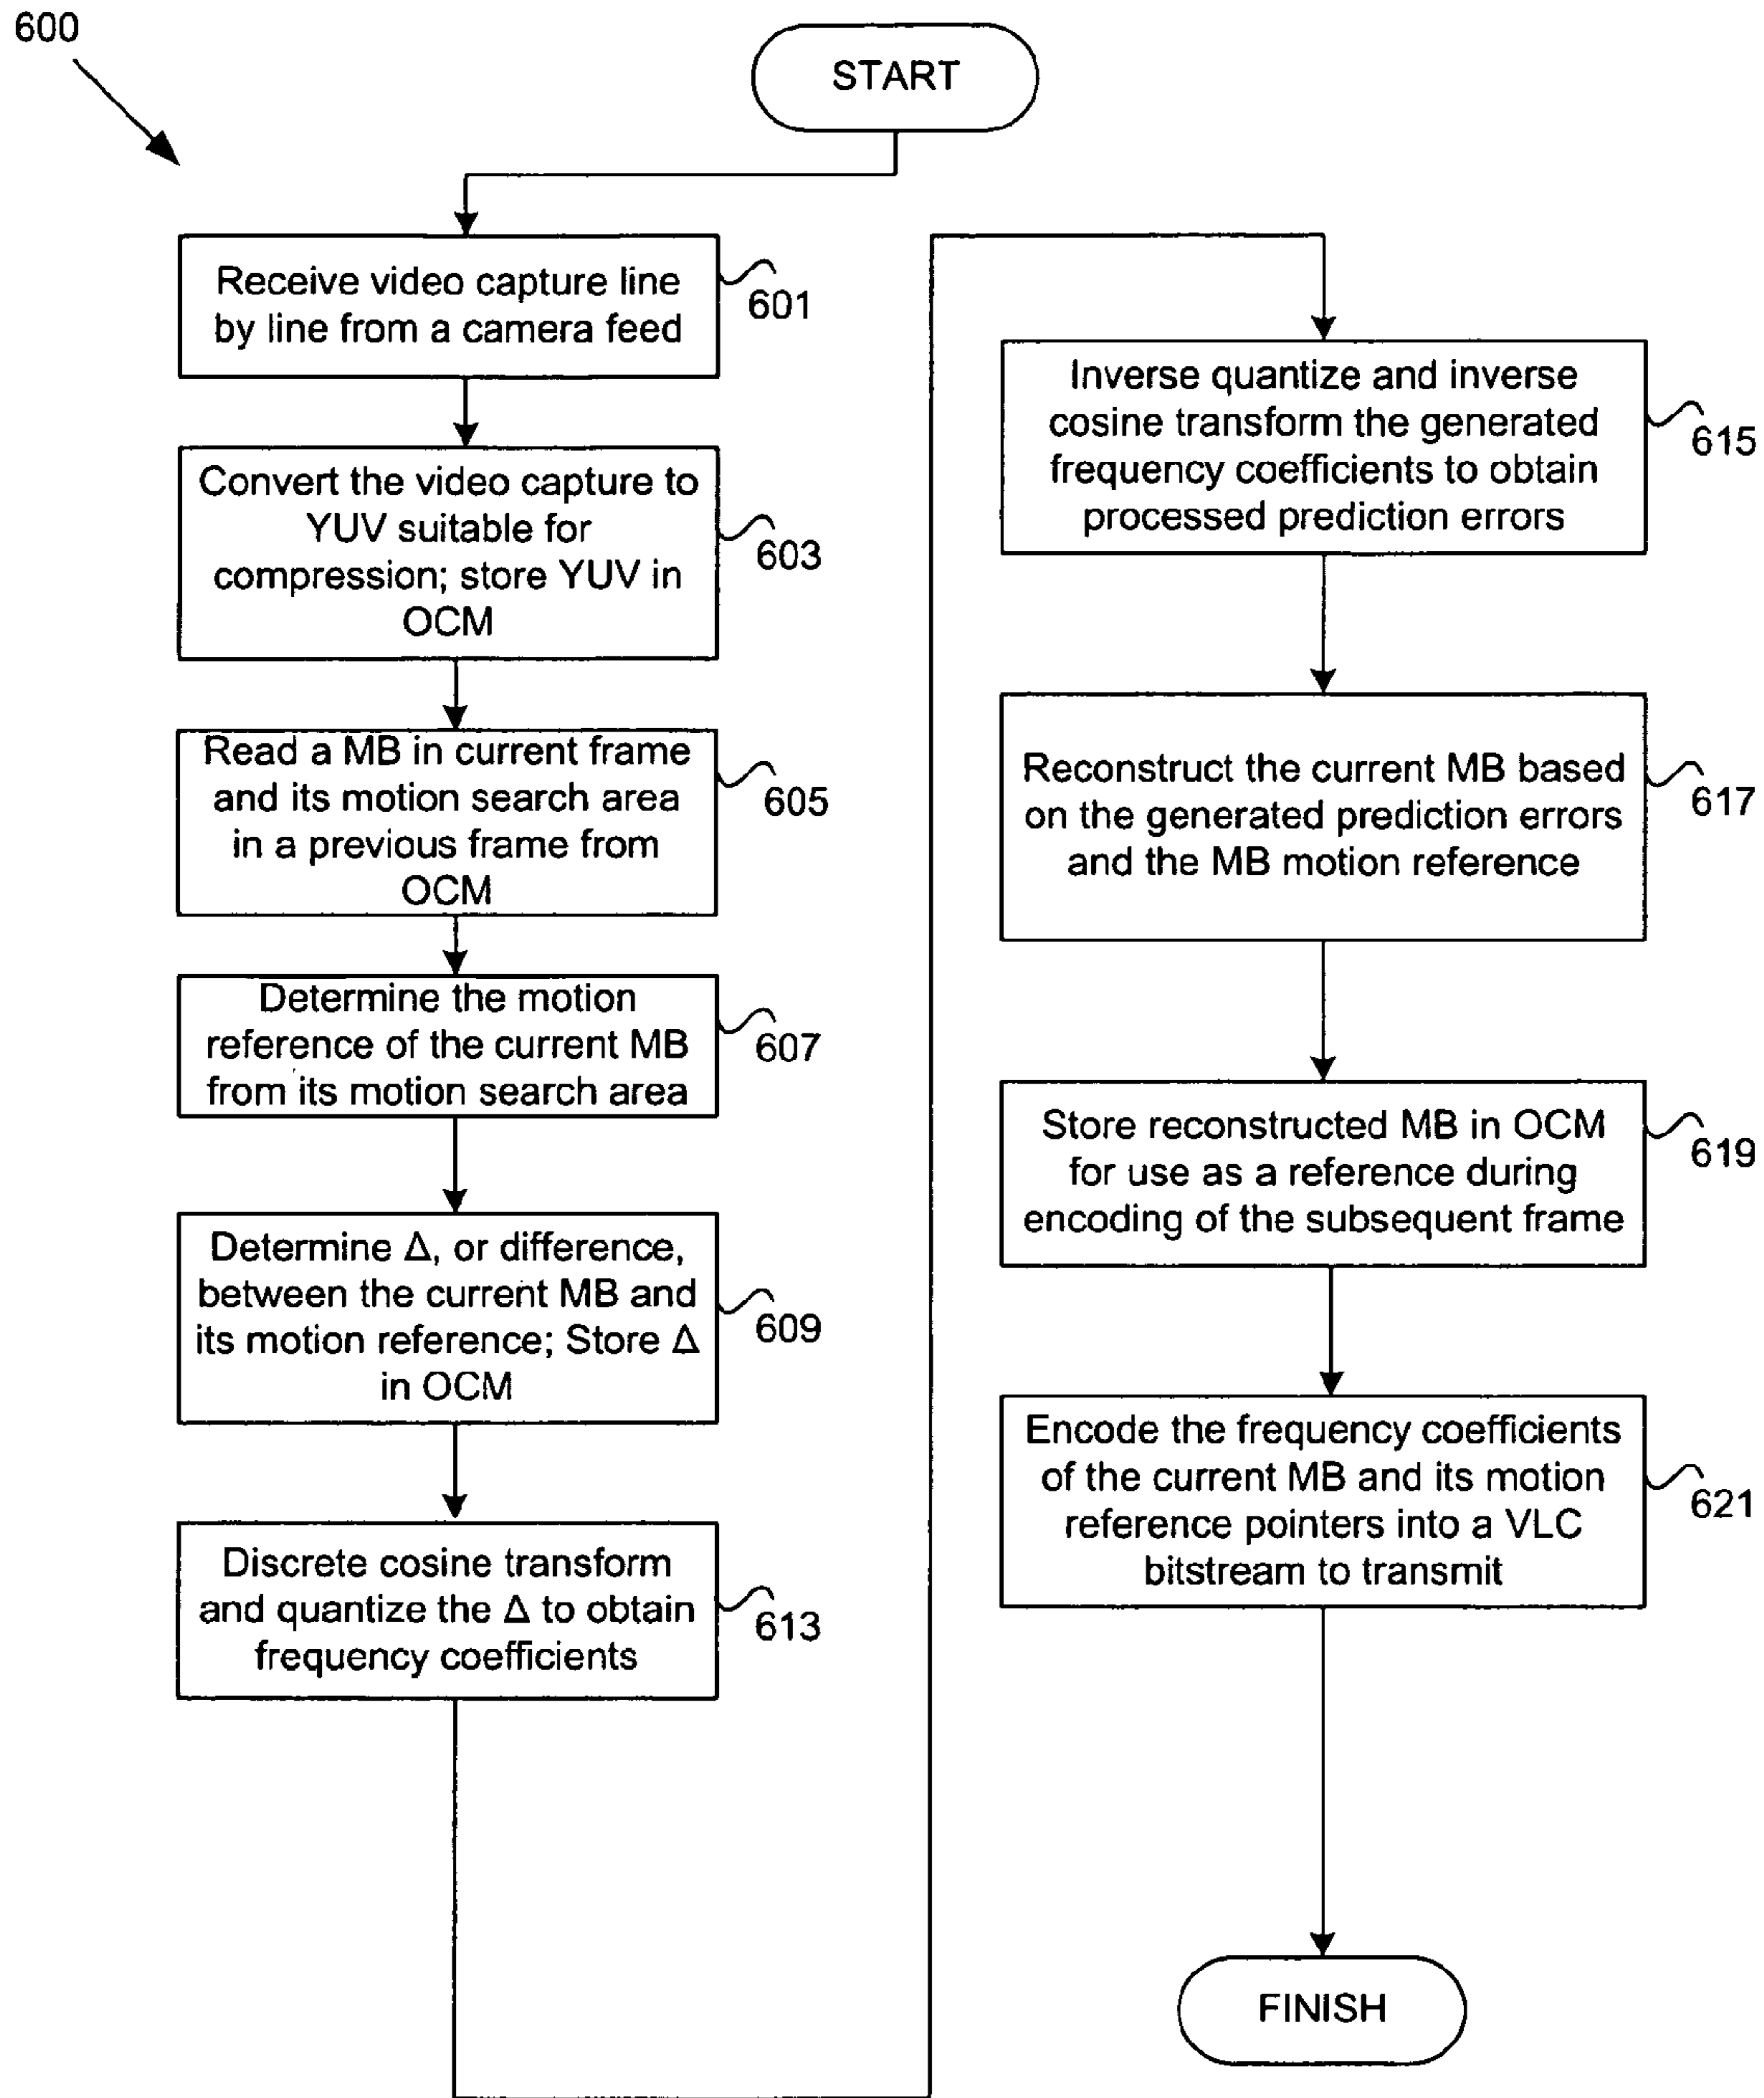 600
START
Receive video capture line
by line from a camera feed
601
Convert the video capture to
YUV suitable for
compression; store YUV in
OCM
603
Read a MB in current frame
and its motion search area
in a previous frame from
OCM
605
Determine the motion
reference of the current MB
from its motion search area
607
Determine Δ, or difference,
between the current MB and
its motion reference; Store Δ
in OCM
609
Discrete cosine transform
and quantize the Δ to obtain
frequency coefficients
613
Inverse quantize and inverse
cosine transform the generated
frequency coefficients to obtain
processed prediction errors
615
Reconstruct the current MB based
on the generated prediction errors
and the MB motion reference
617
Store reconstructed MB in OCM
for use as a reference during
encoding of the subsequent frame
619
Encode the frequency coefficients
of the current MB and its motion
reference pointers into a VLC
bitstream to transmit
621
FINISH